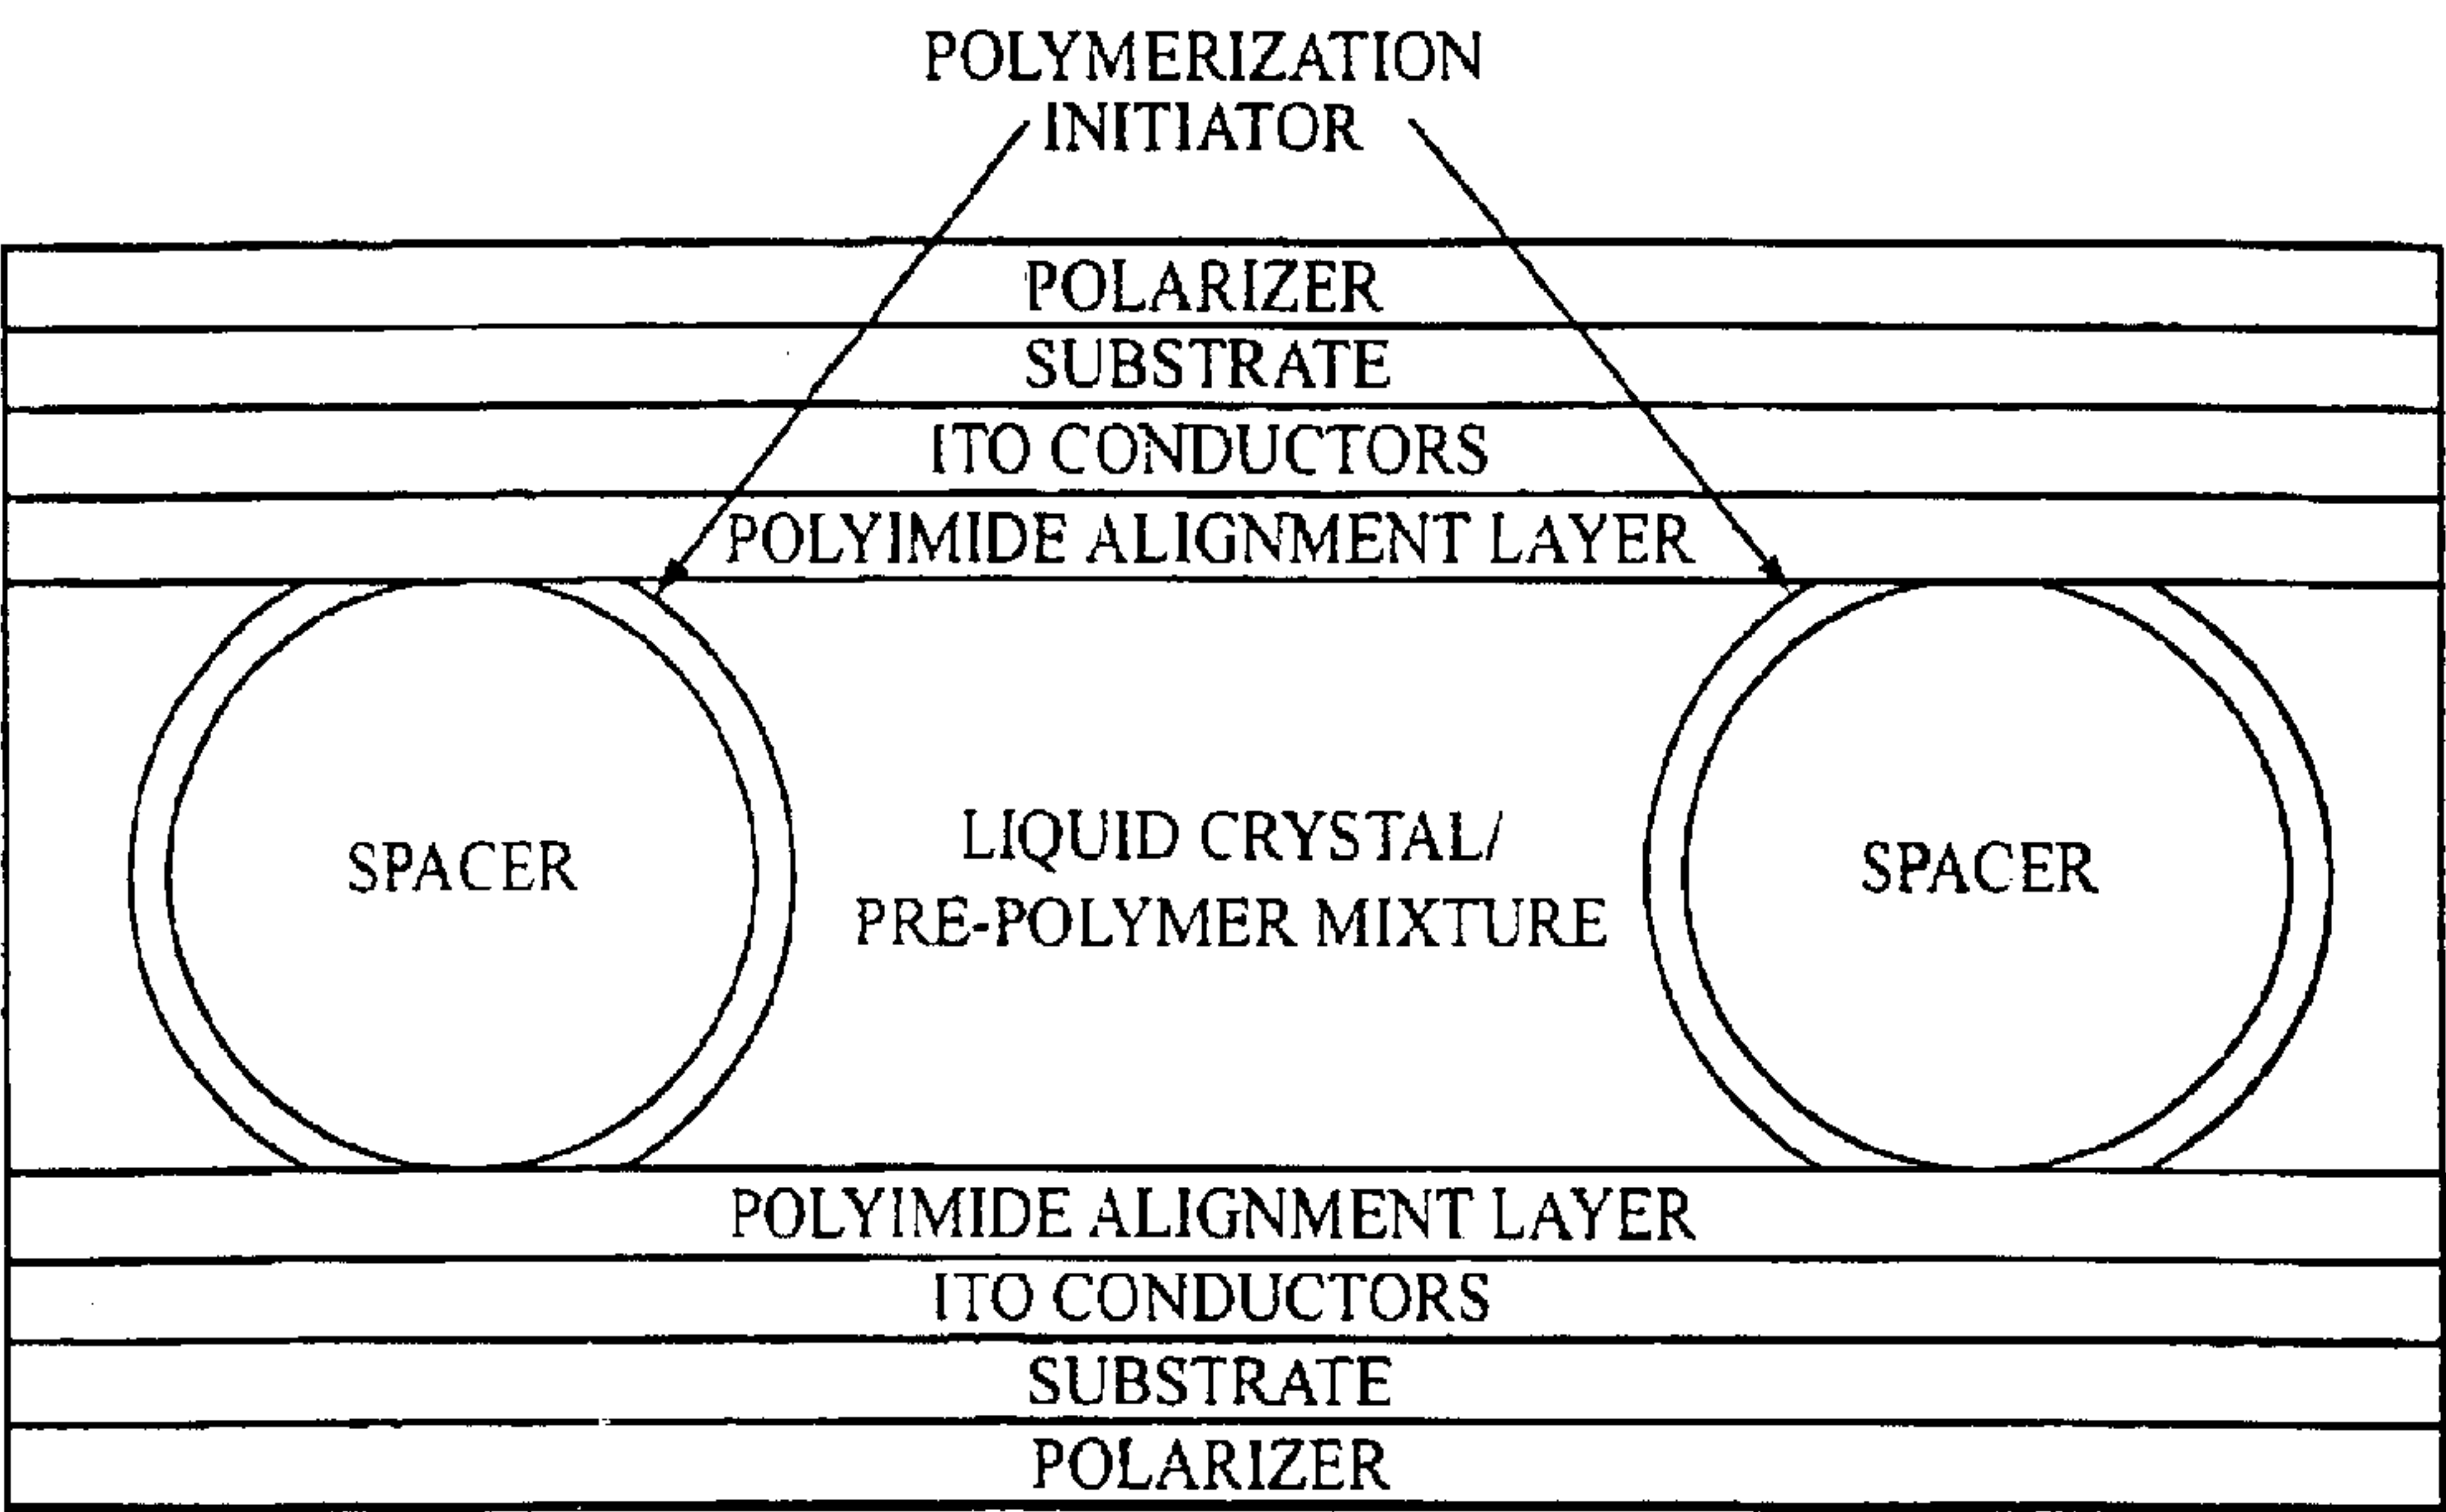 POLYMERIZATION
INITIATOR
POLARIZER
SUBSTRATE
ITO CONDUCTORS
POLYIMIDE ALIGNMENT LAYER
SPACER
LIQUID CRYSTAL/
PRE-POLYMER MIXTURE
SPACER
POLYIMIDE ALIGNMENT LAYER
ITO CONDUCTORS
SUBSTRATE
POLARIZER